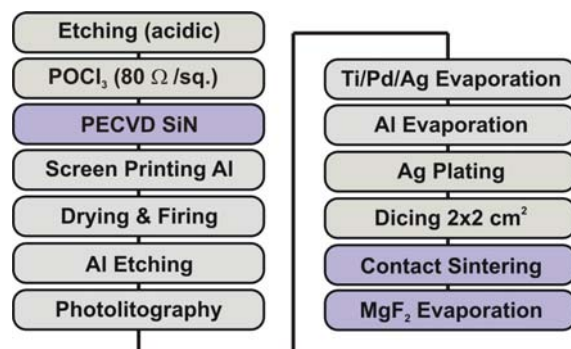 Etching (acidic)
POCl₃ (80 Ω /sq.)
PECVD SiN
Screen Printing Al
Drying & Firing
Al Etching
Photolitography
Ti/Pd/Ag Evaporation
Al Evaporation
Ag Plating
Dicing 2x2 cm²
Contact Sintering
MgF₂ Evaporation